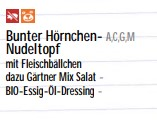 Bunter Hörnchen- A,C,G,M
Nudeltopf
mit Fleischbällchen
dazu Gärtner Mix Salat -
BIO-Essig-Öl-Dressing -